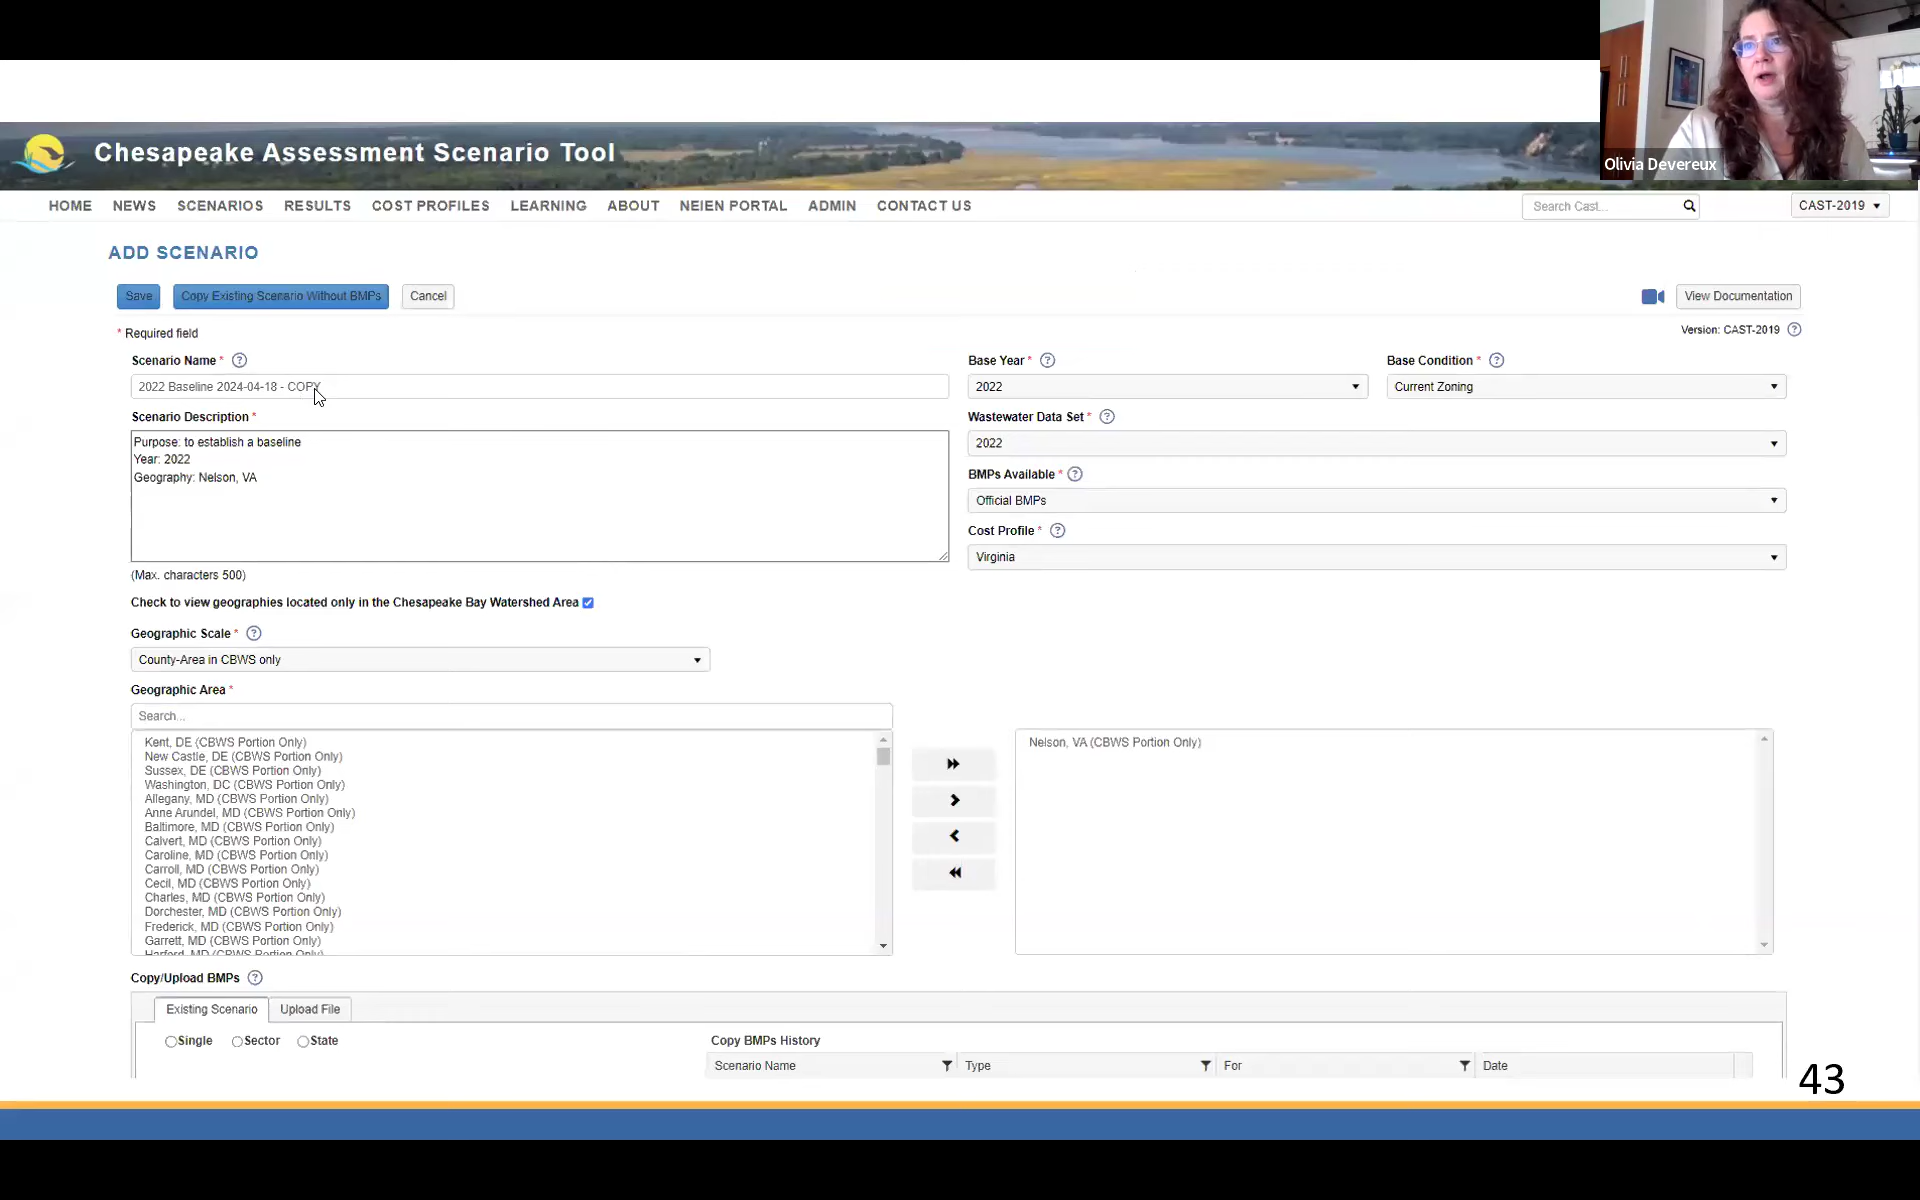 Olivia Devereux
Chesapeake Assessment Scenario Tool
HOME NEWS SCENARIOS RESULTS COST PROFILES LEARNING ABOUT NEIEN PORTAL ADMIN CONTACT US
Search Cast...
CAST-2019
ADD SCENARIO
Save Copy Existing Scenario Without BMPs Cancel
View Documentation
* Required field
Version: CAST-2019 ?
Scenario Name * ?
2022 Baseline 2024-04-18 - COPY
Scenario Description *
Purpose: to establish a baseline
Year: 2022
Geography: Nelson, VA
(Max. characters 500)
Base Year * ?
2022
Base Condition * ?
Current Zoning
Wastewater Data Set * ?
2022
BMPs Available * ?
Official BMPs
Cost Profile * ?
Virginia
Check to view geographies located only in the Chesapeake Bay Watershed Area
Geographic Scale * ?
County-Area in CBWS only
Geographic Area *
Search...
Kent, DE (CBWS Portion Only)
New Castle, DE (CBWS Portion Only)
Sussex, DE (CBWS Portion Only)
Washington, DC (CBWS Portion Only)
Allegany, MD (CBWS Portion Only)
Anne Arundel, MD (CBWS Portion Only)
Baltimore, MD (CBWS Portion Only)
Calvert, MD (CBWS Portion Only)
Caroline, MD (CBWS Portion Only)
Carroll, MD (CBWS Portion Only)
Cecil, MD (CBWS Portion Only)
Charles, MD (CBWS Portion Only)
Dorchester, MD (CBWS Portion Only)
Frederick, MD (CBWS Portion Only)
Garrett, MD (CBWS Portion Only)
Harford, MD (CBWS Portion Only)
Nelson, VA (CBWS Portion Only)
Copy/Upload BMPs ?
Existing Scenario Upload File
Single Sector State
Copy BMPs History
Scenario Name Type For Date
43